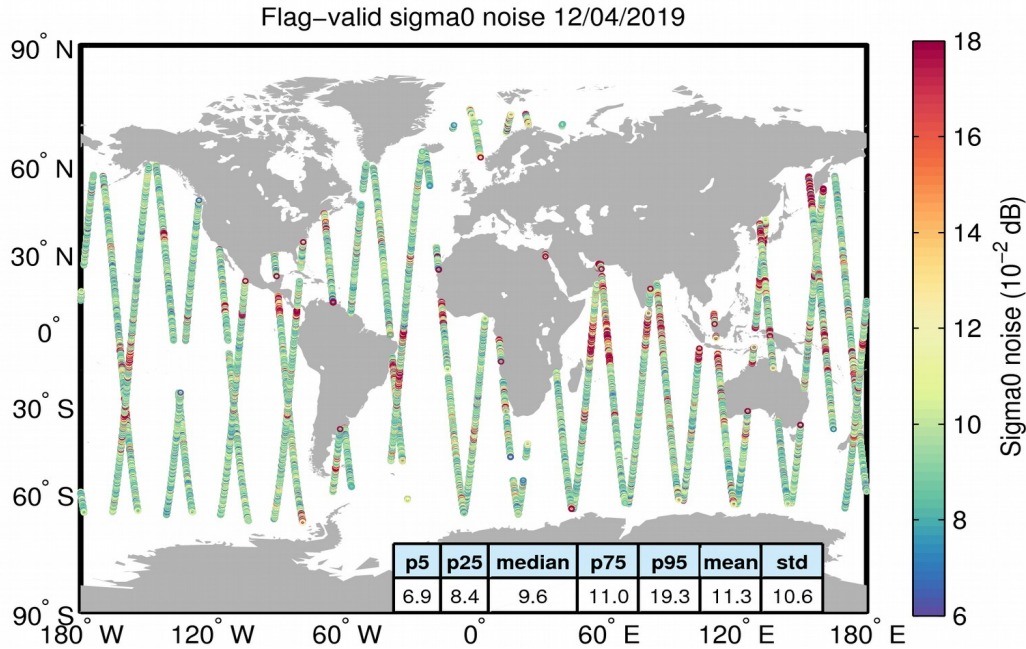 Flag−valid sigma0 noise 12/04/2019
90° N
60° N
30° N
0°
30° S
60° S
90° S
180° W
120° W
60° W
0°
60° E
120° E
180° E
p5 p25 median p75 p95 mean std
6.9 8.4 9.6 11.0 19.3 11.3 10.6
18
16
14
12
10
8
6
Sigma0 noise (10⁻² dB)